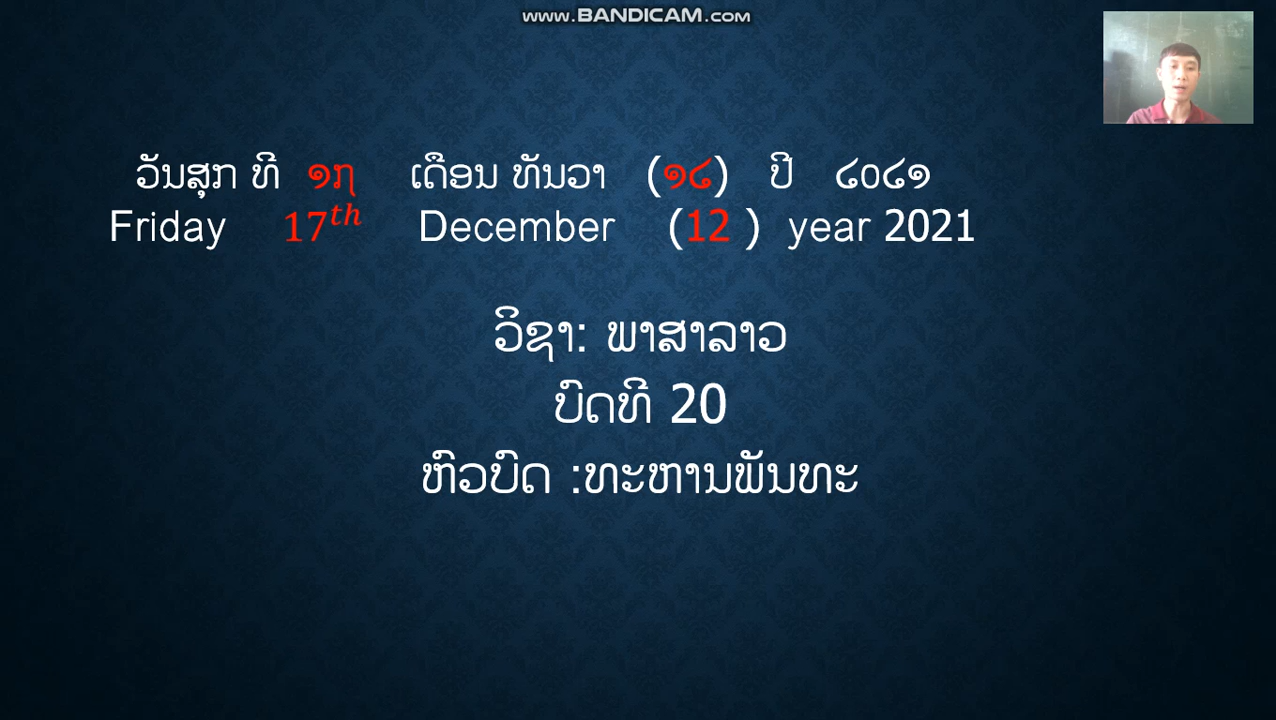 www.BANDICAM.com
ວັນສຸກ ທີ ໑໗ ເດືອນ ທັນວາ (໑໒) ປີ ໒໐໒໑
Friday 17th December (12 ) year 2021
ວິຊາ: ພາສາລາວ
ບົດທີ 20
ຫົວບົດ :ທະຫານພັນທະ